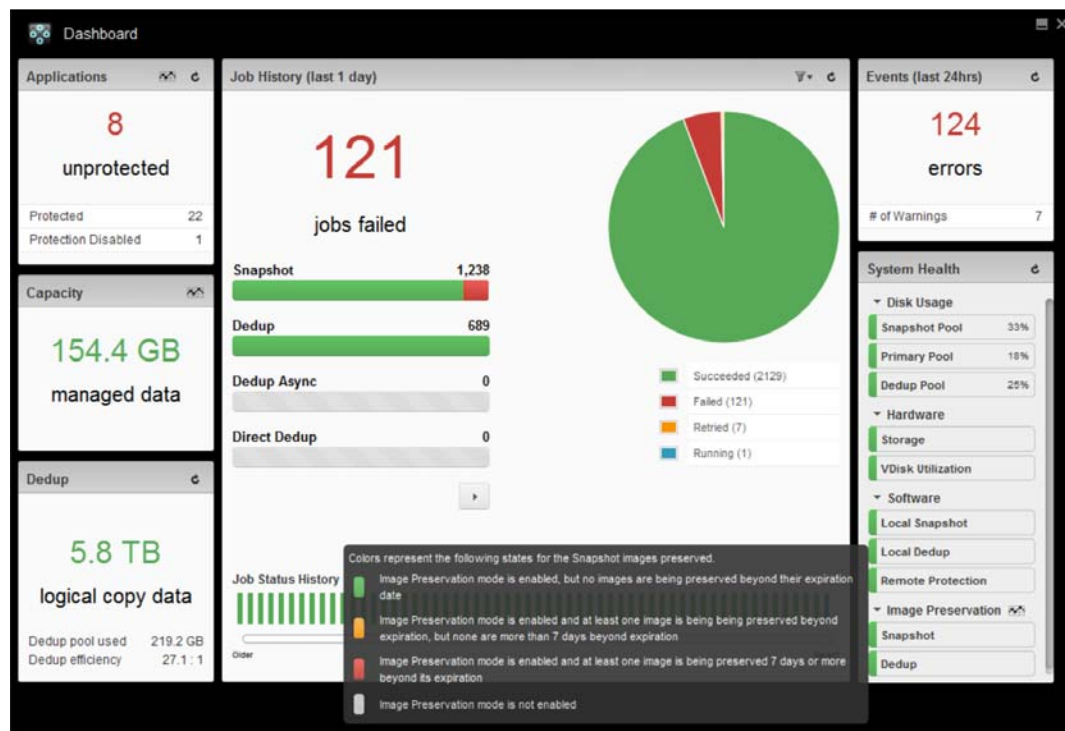 Dashboard
Applications
8
unprotected
Protected 22
Protection Disabled 1
Capacity
154.4 GB
managed data
Dedup
5.8 TB
logical copy data
Dedup pool used 219.2 GB
Dedup efficiency 27.1 : 1
Job History (last 1 day)
121
jobs failed
Snapshot 1,238
Dedup 689
Dedup Async 0
Direct Dedup 0
Succeeded (2129)
Failed (121)
Retried (7)
Running (1)
Job Status History
Older
Colors represent the following states for the Snapshot images preserved.
Image Preservation mode is enabled, but no images are being preserved beyond their expiration
date
Image Preservation mode is enabled and at least one image is being being preserved beyond
expiration, but none are more than 7 days beyond expiration
Image Preservation mode is enabled and at least one image is being preserved 7 days or more
beyond its expiration
Image Preservation mode is not enabled
Events (last 24hrs)
124
errors
# of Warnings 7
System Health
Disk Usage
Snapshot Pool 33%
Primary Pool 18%
Dedup Pool 25%
Hardware
Storage
VDisk Utilization
Software
Local Snapshot
Local Dedup
Remote Protection
Image Preservation
Snapshot
Dedup